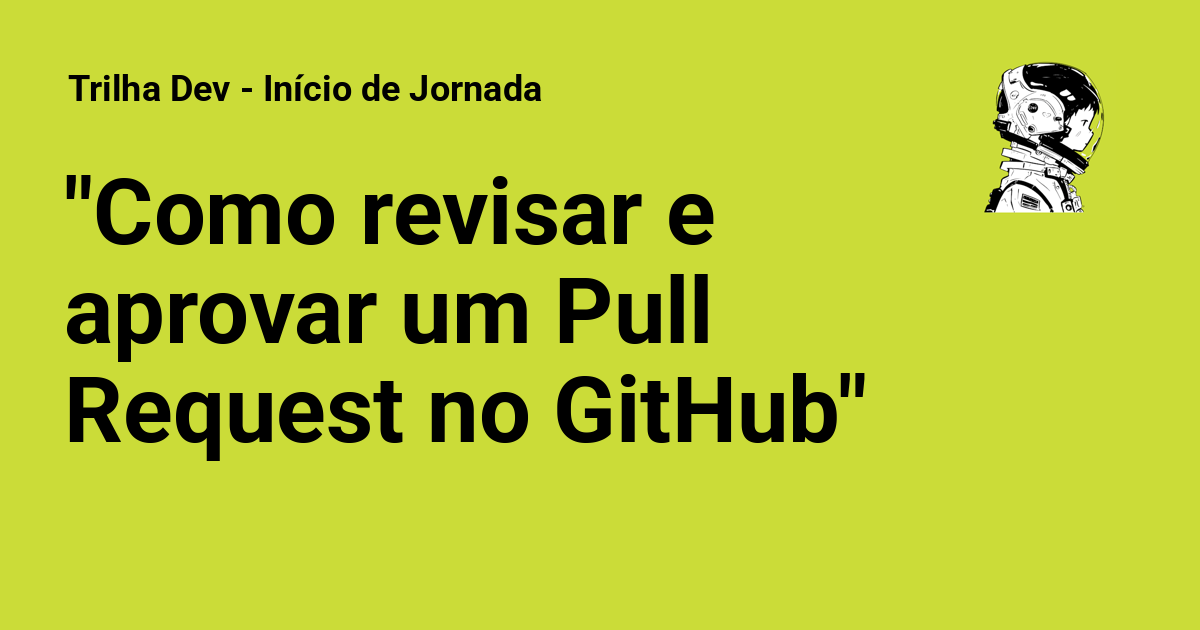 Trilha Dev - Início de Jornada
"Como revisar e
aprovar um Pull
Request no GitHub"